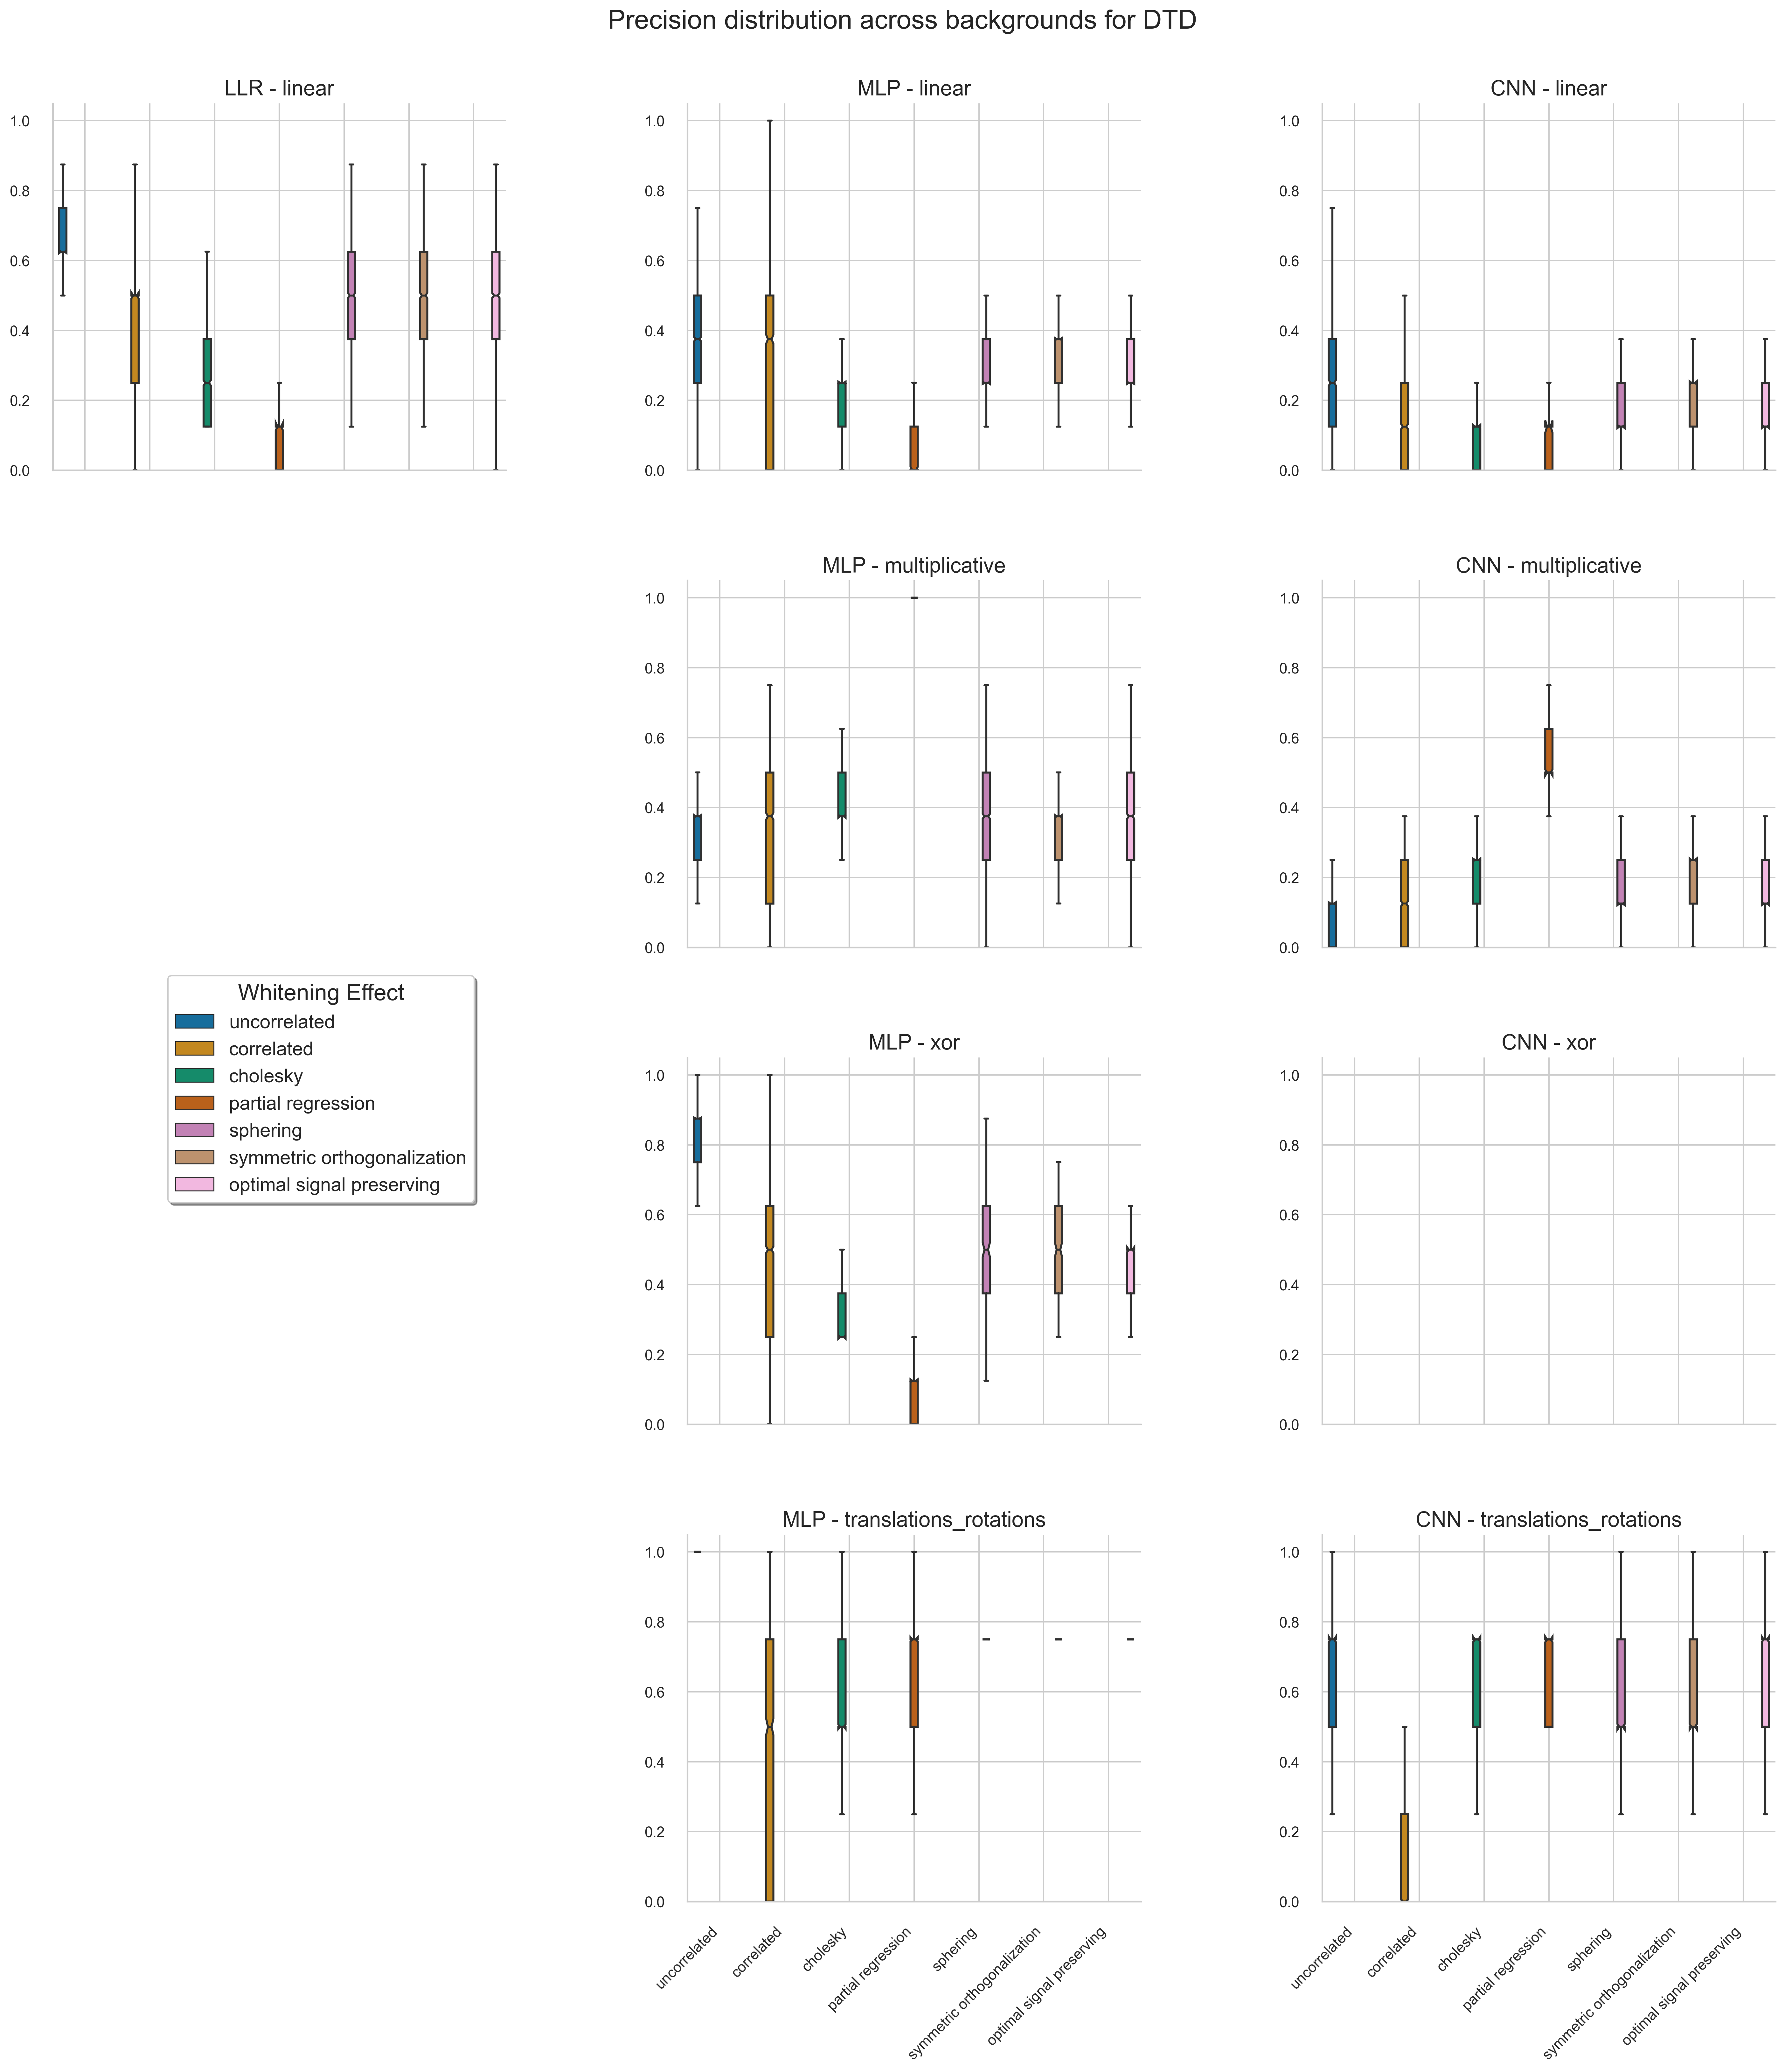 Precision distribution across backgrounds for DTD
LLR - linear
1.0
0.8
0.6
0.4
0.2
0.0
MLP - linear
1.0
0.8
0.6
0.4
0.2
0.0
CNN - linear
1.0
0.8
0.6
0.4
0.2
0.0
MLP - multiplicative
1.0
0.8
0.6
0.4
0.2
0.0
CNN - multiplicative
1.0
0.8
0.6
0.4
0.2
0.0
Whitening Effect
uncorrelated
correlated
cholesky
partial regression
sphering
symmetric orthogonalization
optimal signal preserving
MLP - xor
1.0
0.8
0.6
0.4
0.2
0.0
CNN - xor
1.0
0.8
0.6
0.4
0.2
0.0
MLP - translations_rotations
1.0
0.8
0.6
0.4
0.2
0.0
uncorrelated
correlated
cholesky
partial regression
sphering
symmetric orthogonalization
optimal signal preserving
CNN - translations_rotations
1.0
0.8
0.6
0.4
0.2
0.0
uncorrelated
correlated
cholesky
partial regression
sphering
symmetric orthogonalization
optimal signal preserving